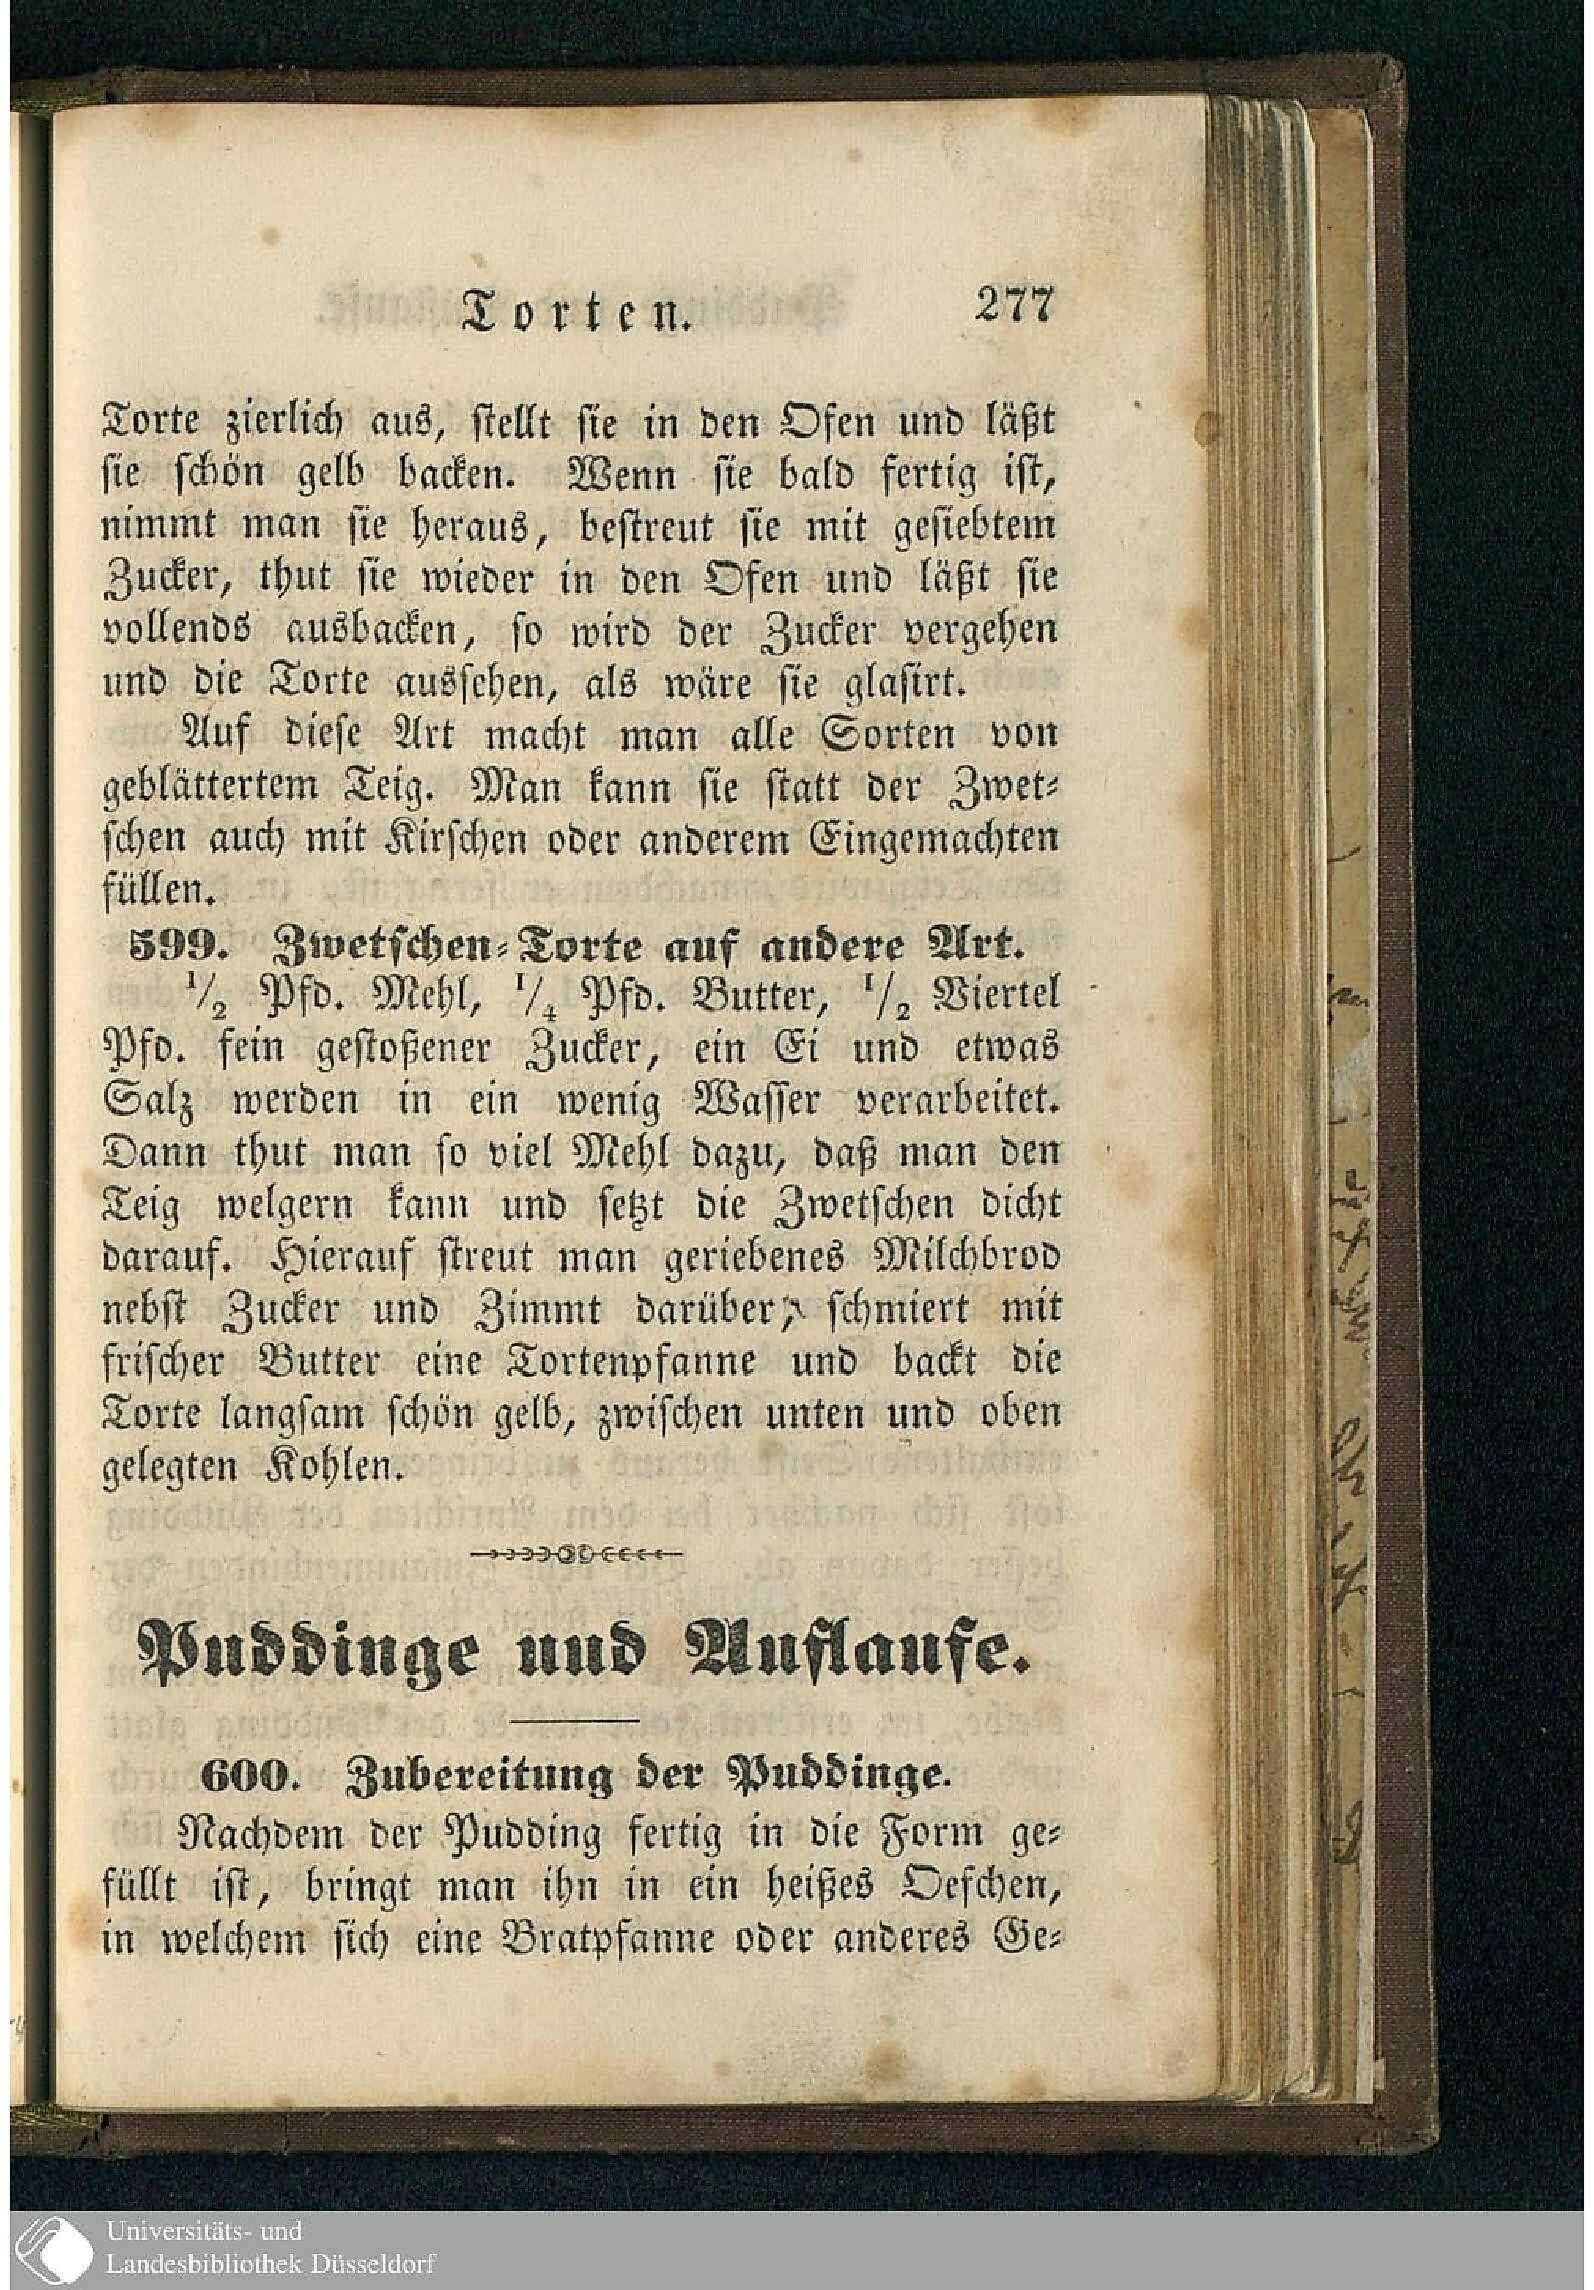 Torten. 277
Torte zierlich aus, stellt sie in den Ofen und läßt
sie schön gelb backen. Wenn sie bald fertig ist,
nimmt man sie heraus, bestreut sie mit gesiebtem
Zucker, thut sie wieder in den Ofen und läßt sie
vollends ausbacken, so wird der Zucker vergehen
und die Torte aussehen, als wäre sie glasirt.
Auf diese Art macht man alle Sorten von
geblättertem Teig. Man kann sie statt der Zwet-
schen auch mit Kirschen oder anderem Eingemachten
füllen.
599. Zwetschen-Torte auf andere Art.
1/2 Pfd. Mehl, 1/4 Pfd. Butter, 1/2 Viertel
Pfd. fein gestoßener Zucker, ein Ei und etwas
Salz werden in ein wenig Wasser verarbeitet.
Dann thut man so viel Mehl dazu, daß man den
Teig welgern kann und setzt die Zwetschen dicht
darauf. Hierauf streut man geriebenes Milchbrod
nebst Zucker und Zimmt darüber, schmiert mit
frischer Butter eine Tortenpfanne und backt die
Torte langsam schön gelb, zwischen unten und oben
gelegten Kohlen.
Puddinge und Auflaufe.
600. Zubereitung der Puddinge.
Nachdem der Pudding fertig in die Form ge-
füllt ist, bringt man ihn in ein heißes Oefchen,
in welchem sich eine Bratpfanne oder anderes Ge-
Universitäts- und
Landesbibliothek Düsseldorf